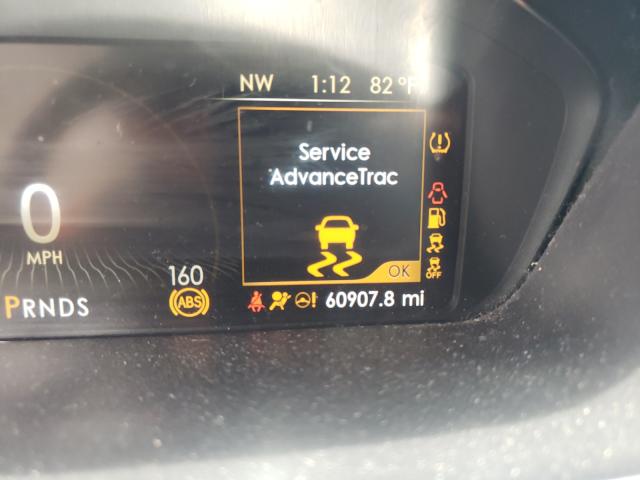 NW 1:12 82 °F
Service
AdvanceTrac
0
MPH
OK
OFF
160
PRNDS
ABS
60907.8 mi